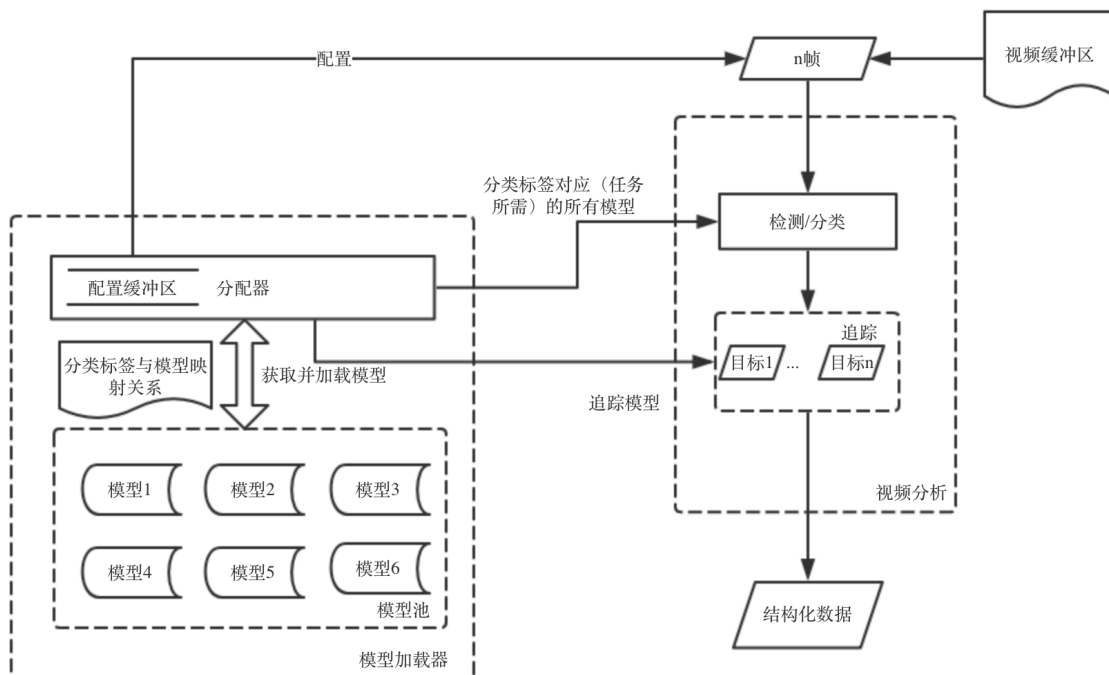 配置
n帧
视频缓冲区
分类标签对应（任务
所需）的所有模型
检测/分类
配置缓冲区
分配器
追踪
目标1
...
目标n
分类标签与模型映
射关系
获取并加载模型
追踪模型
模型1
模型2
模型3
视频分析
模型4
模型5
模型6
模型池
结构化数据
模型加载器